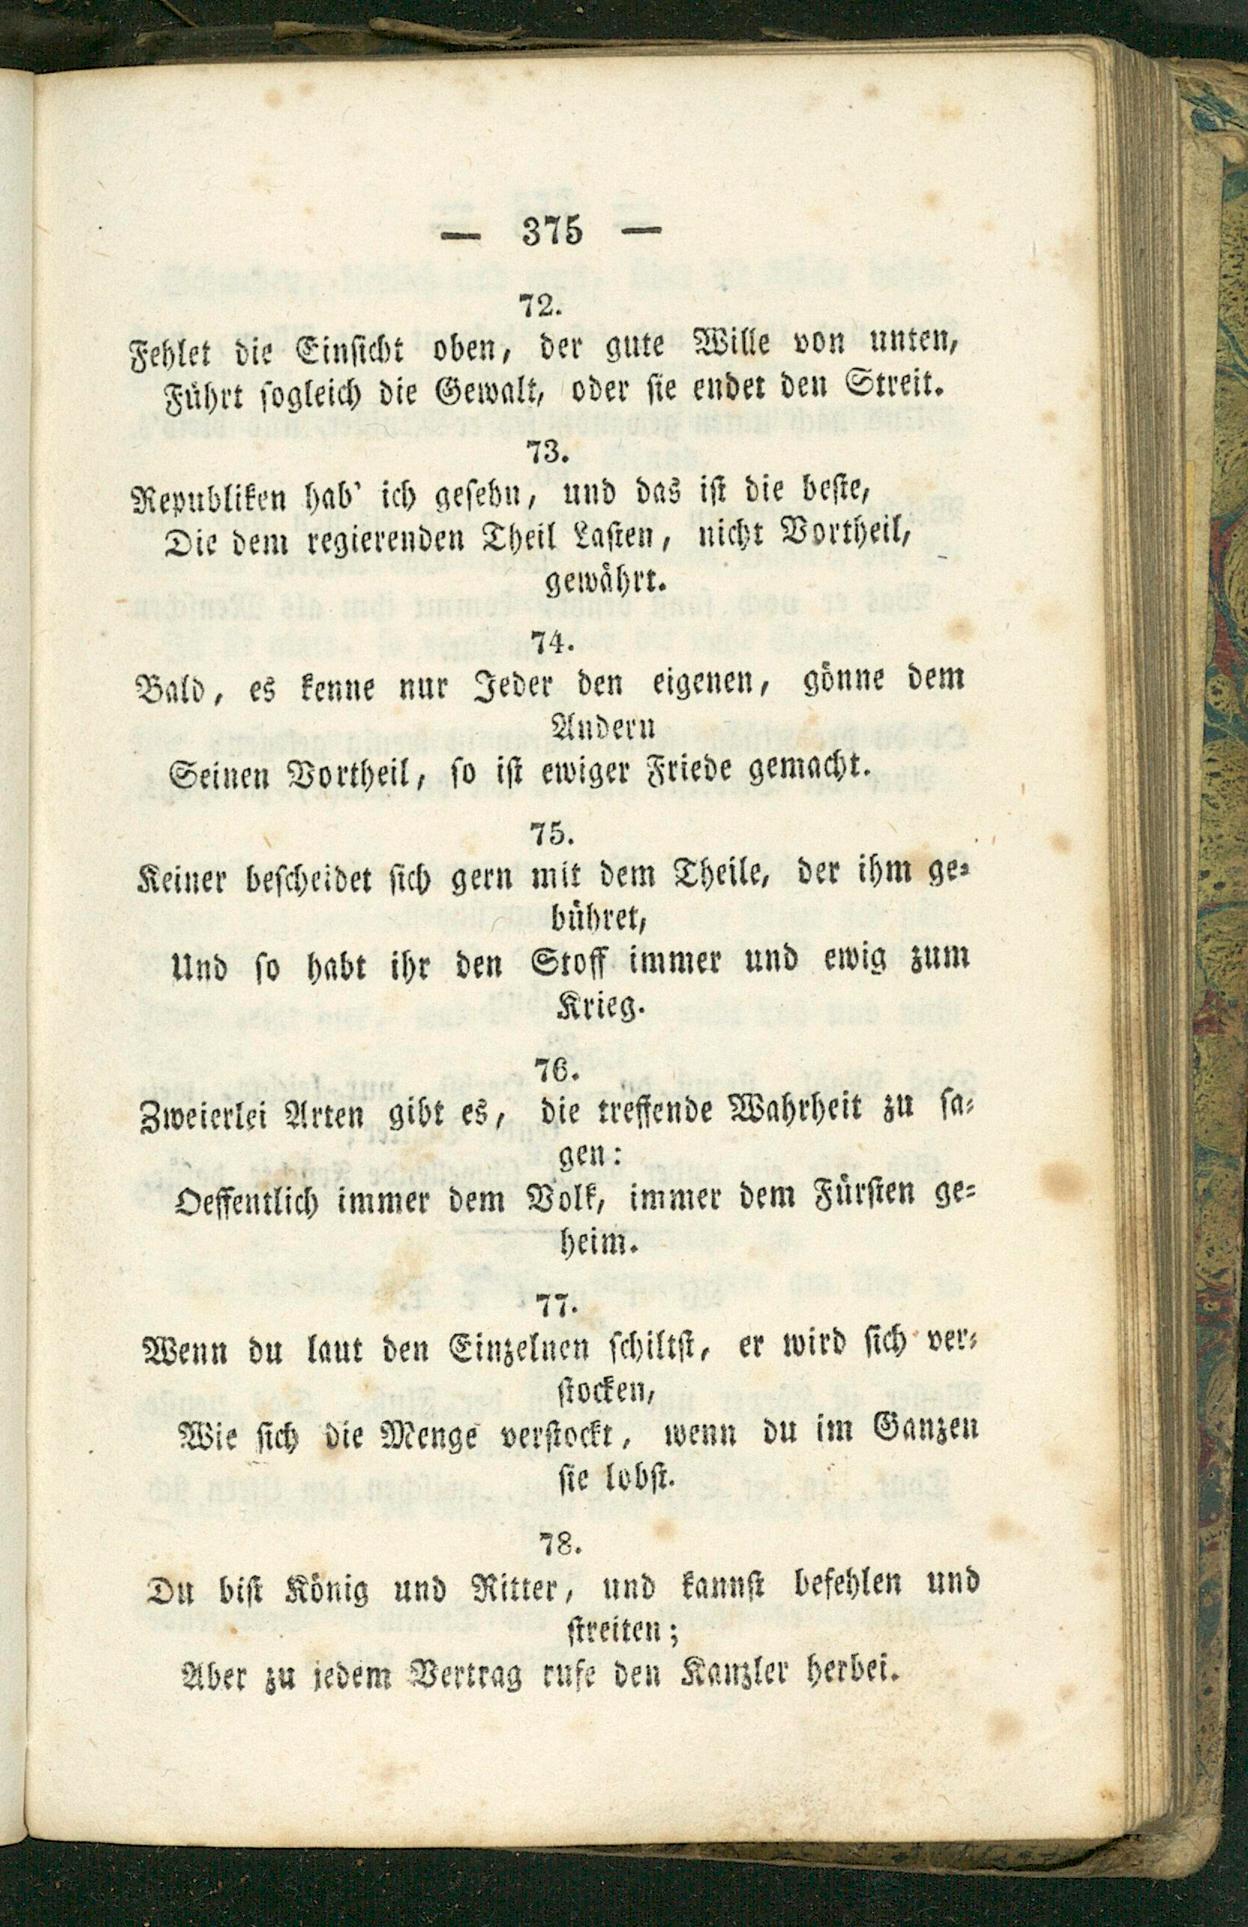 — 375 —
72.
Fehlet die Einsicht oben, der gute Wille von unten,
Führt sogleich die Gewalt, oder sie endet den Streit.
73.
Republiken hab' ich gesehn, und das ist die beste,
Die dem regierenden Theil Lasten, nicht Vortheil,
gewährt.
74.
Bald, es kenne nur Jeder den eigenen, gönne dem
Andern
Seinen Vortheil, so ist ewiger Friede gemacht.
75.
Keiner bescheidet sich gern mit dem Theile, der ihm ge-
bühret,
Und so habt ihr den Stoff immer und ewig zum
Krieg.
76.
Zweierlei Arten gibt es, die treffende Wahrheit zu sa-
gen:
Oeffentlich immer dem Volk, immer dem Fürsten ge-
heim.
77.
Wenn du laut den Einzelnen schiltst, er wird sich ver-
stocken,
Wie sich die Menge verstockt, wenn du im Ganzen
sie lobst.
78.
Du bist König und Ritter, und kannst befehlen und
streiten;
Aber zu jedem Vertrag rufe den Kanzler herbei.